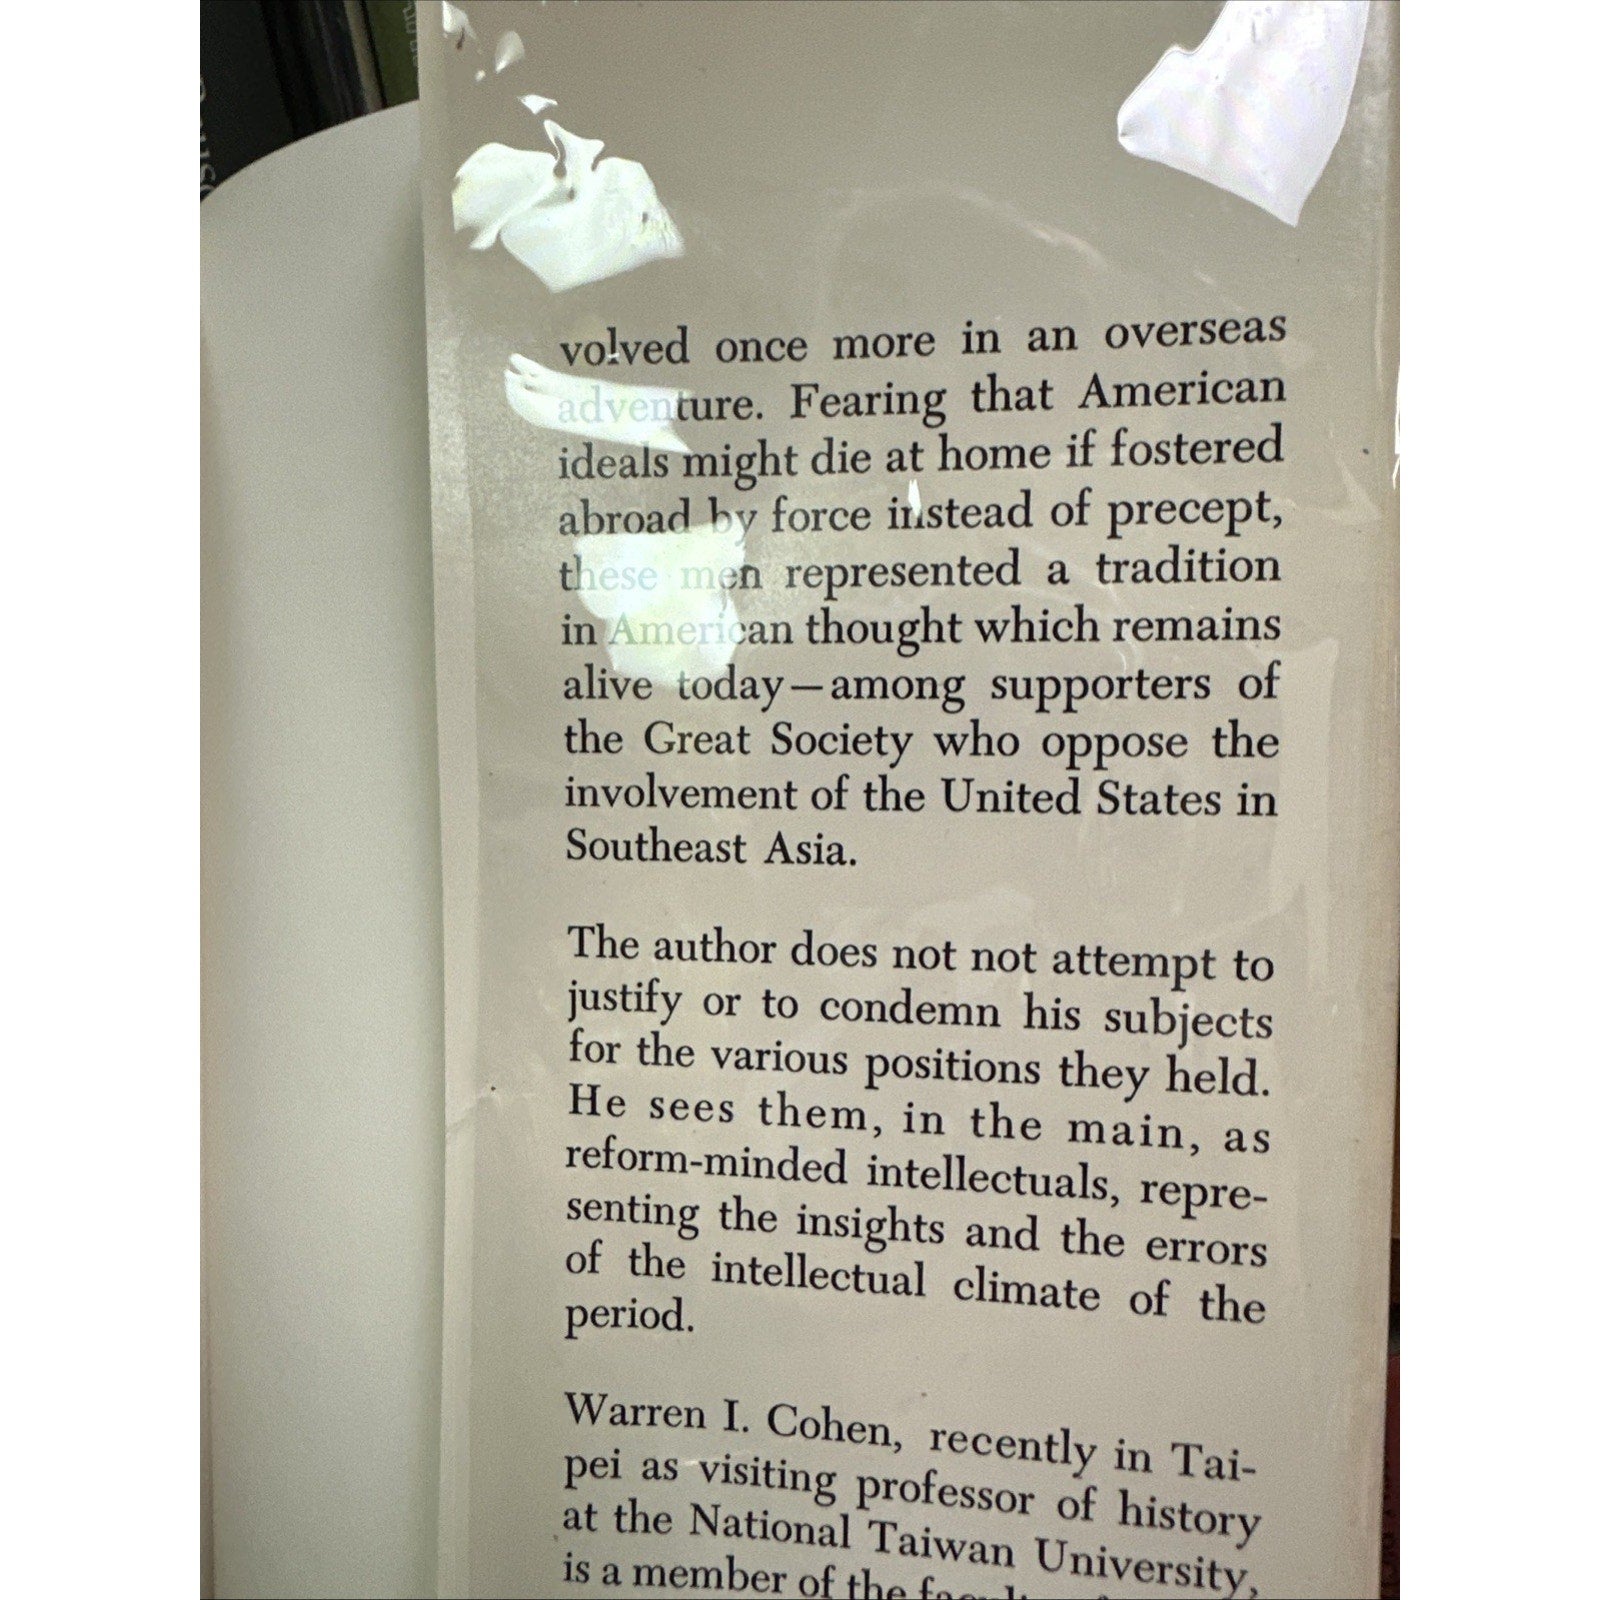 volved once more in an overseas
adventure. Fearing that American
ideals might die at home if fostered
abroad by force instead of precept,
these men represented a tradition
in American thought which remains
alive today—among supporters of
the Great Society who oppose the
involvement of the United States in
Southeast Asia.
The author does not not attempt to
justify or to condemn his subjects
for the various positions they held.
He sees them, in the main, as
reform-minded intellectuals, repre-
senting the insights and the errors
of the intellectual climate of the
period.
Warren I. Cohen, recently in Tai-
pei as visiting professor of history
at the National Taiwan University,
is a member of the